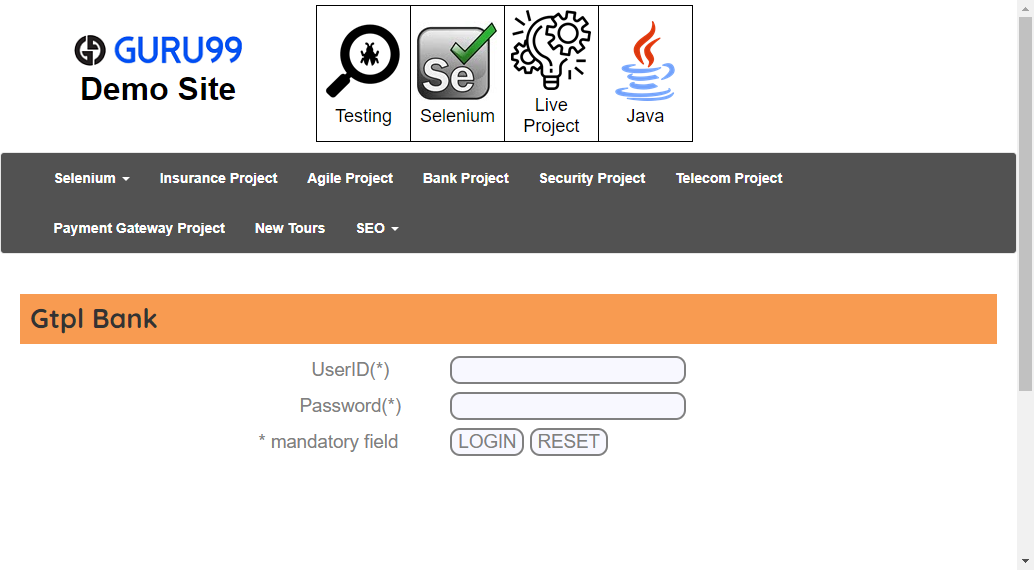 GURU99
Demo Site
Testing
Se
Selenium
Live
Project
Java
Selenium Insurance Project Agile Project Bank Project Security Project Telecom Project
Payment Gateway Project New Tours SEO
Gtpl Bank
UserID(*)
Password(*)
* mandatory field LOGIN RESET